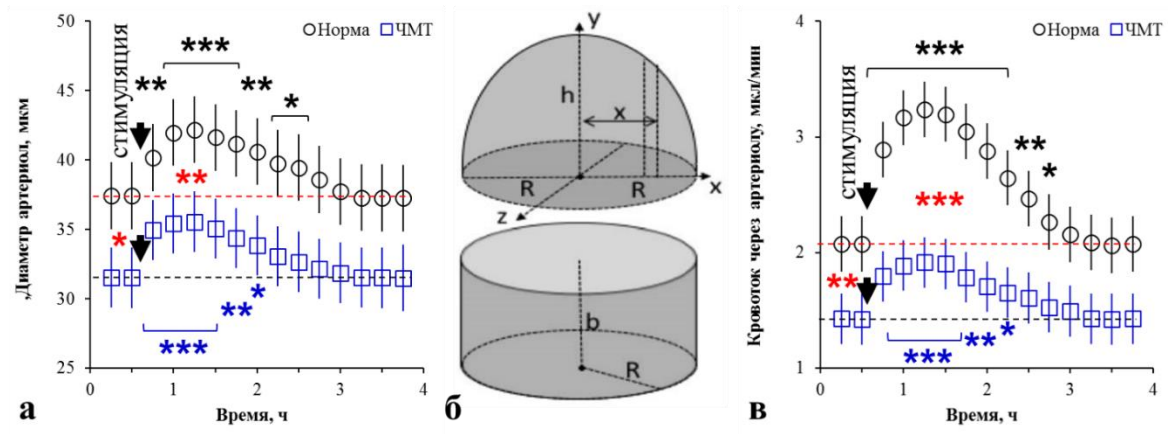 50
45
40
35
30
25
0
1
2
3
4
,Диаметр артериол, мкм
Время, ч
стимуляция
Норма
ЧМТ
**
***
**
*
**
*
***
**
*
а
y
h
x
R
R
x
z
b
R
б
4
3
2
1
0
1
2
3
4
Кровоток через артериолу, мкл/мин
Время, ч
стимуляция
Норма
ЧМТ
***
**
*
***
**
***
**
*
в